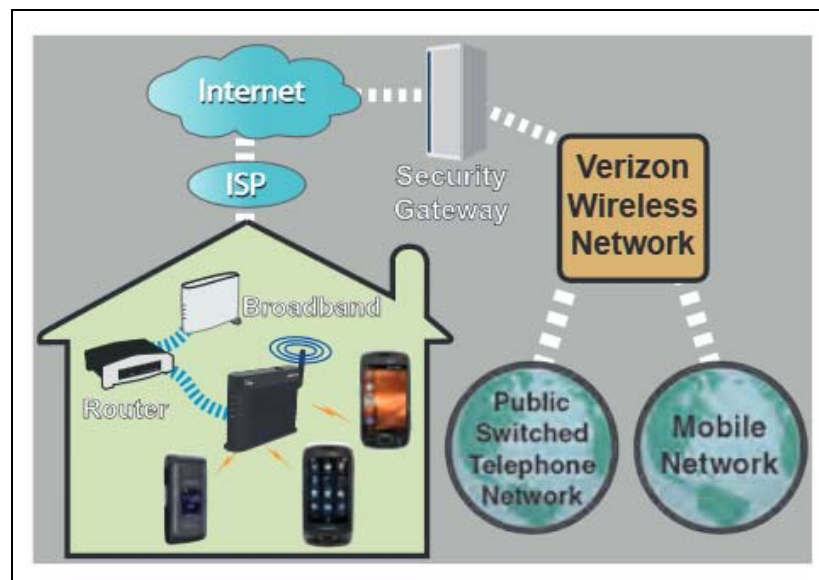 Internet
ISP
Security
Gateway
Verizon
Wireless
Network
Broadband
Router
Public
Switched
Telephone
Network
Mobile
Network